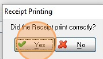 Receipt Printing
Did the Receipt print correctly?
Yes
No